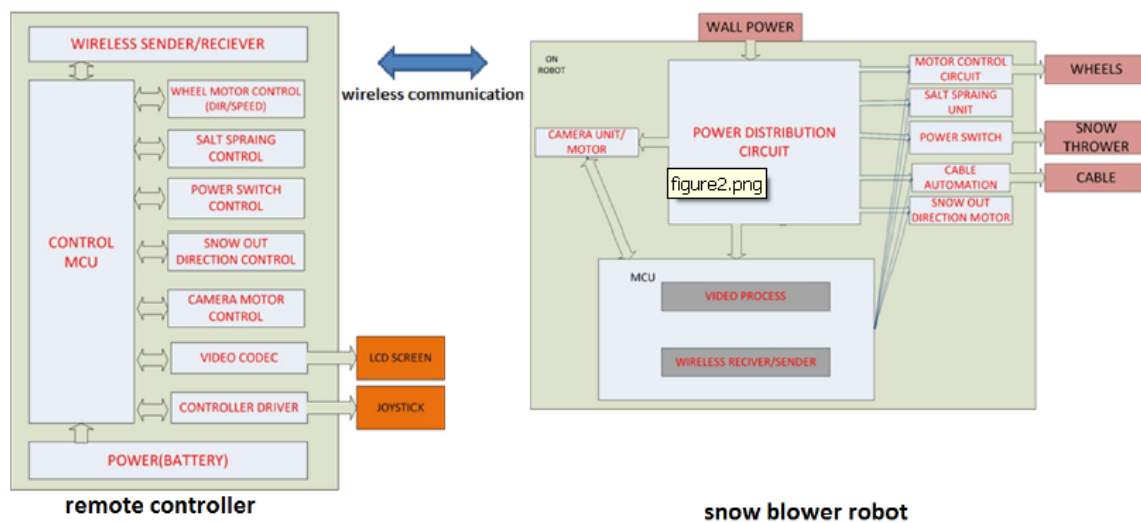 WIRELESS SENDER/RECIEVER
CONTROL
MCU
WHEEL MOTOR CONTROL
(DIR/SPEED)
SALT SPRAING
CONTROL
POWER SWITCH
CONTROL
SNOW OUT
DIRECTION CONTROL
CAMERA MOTOR
CONTROL
VIDEO CODEC
LCD SCREEN
CONTROLLER DRIVER
JOYSTICK
POWER(BATTERY)
remote controller
wireless communication
WALL POWER
ON
ROBOT
POWER DISTRIBUTION
CIRCUIT
figure2.png
CAMERA UNIT/
MOTOR
MOTOR CONTROL
CIRCUIT
WHEELS
SALT SPRAING
UNIT
POWER SWITCH
SNOW
THROWER
CABLE
AUTOMATION
CABLE
SNOW OUT
DIRECTION MOTOR
MCU
VIDEO PROCESS
WIRELESS RECIVER/SENDER
snow blower robot